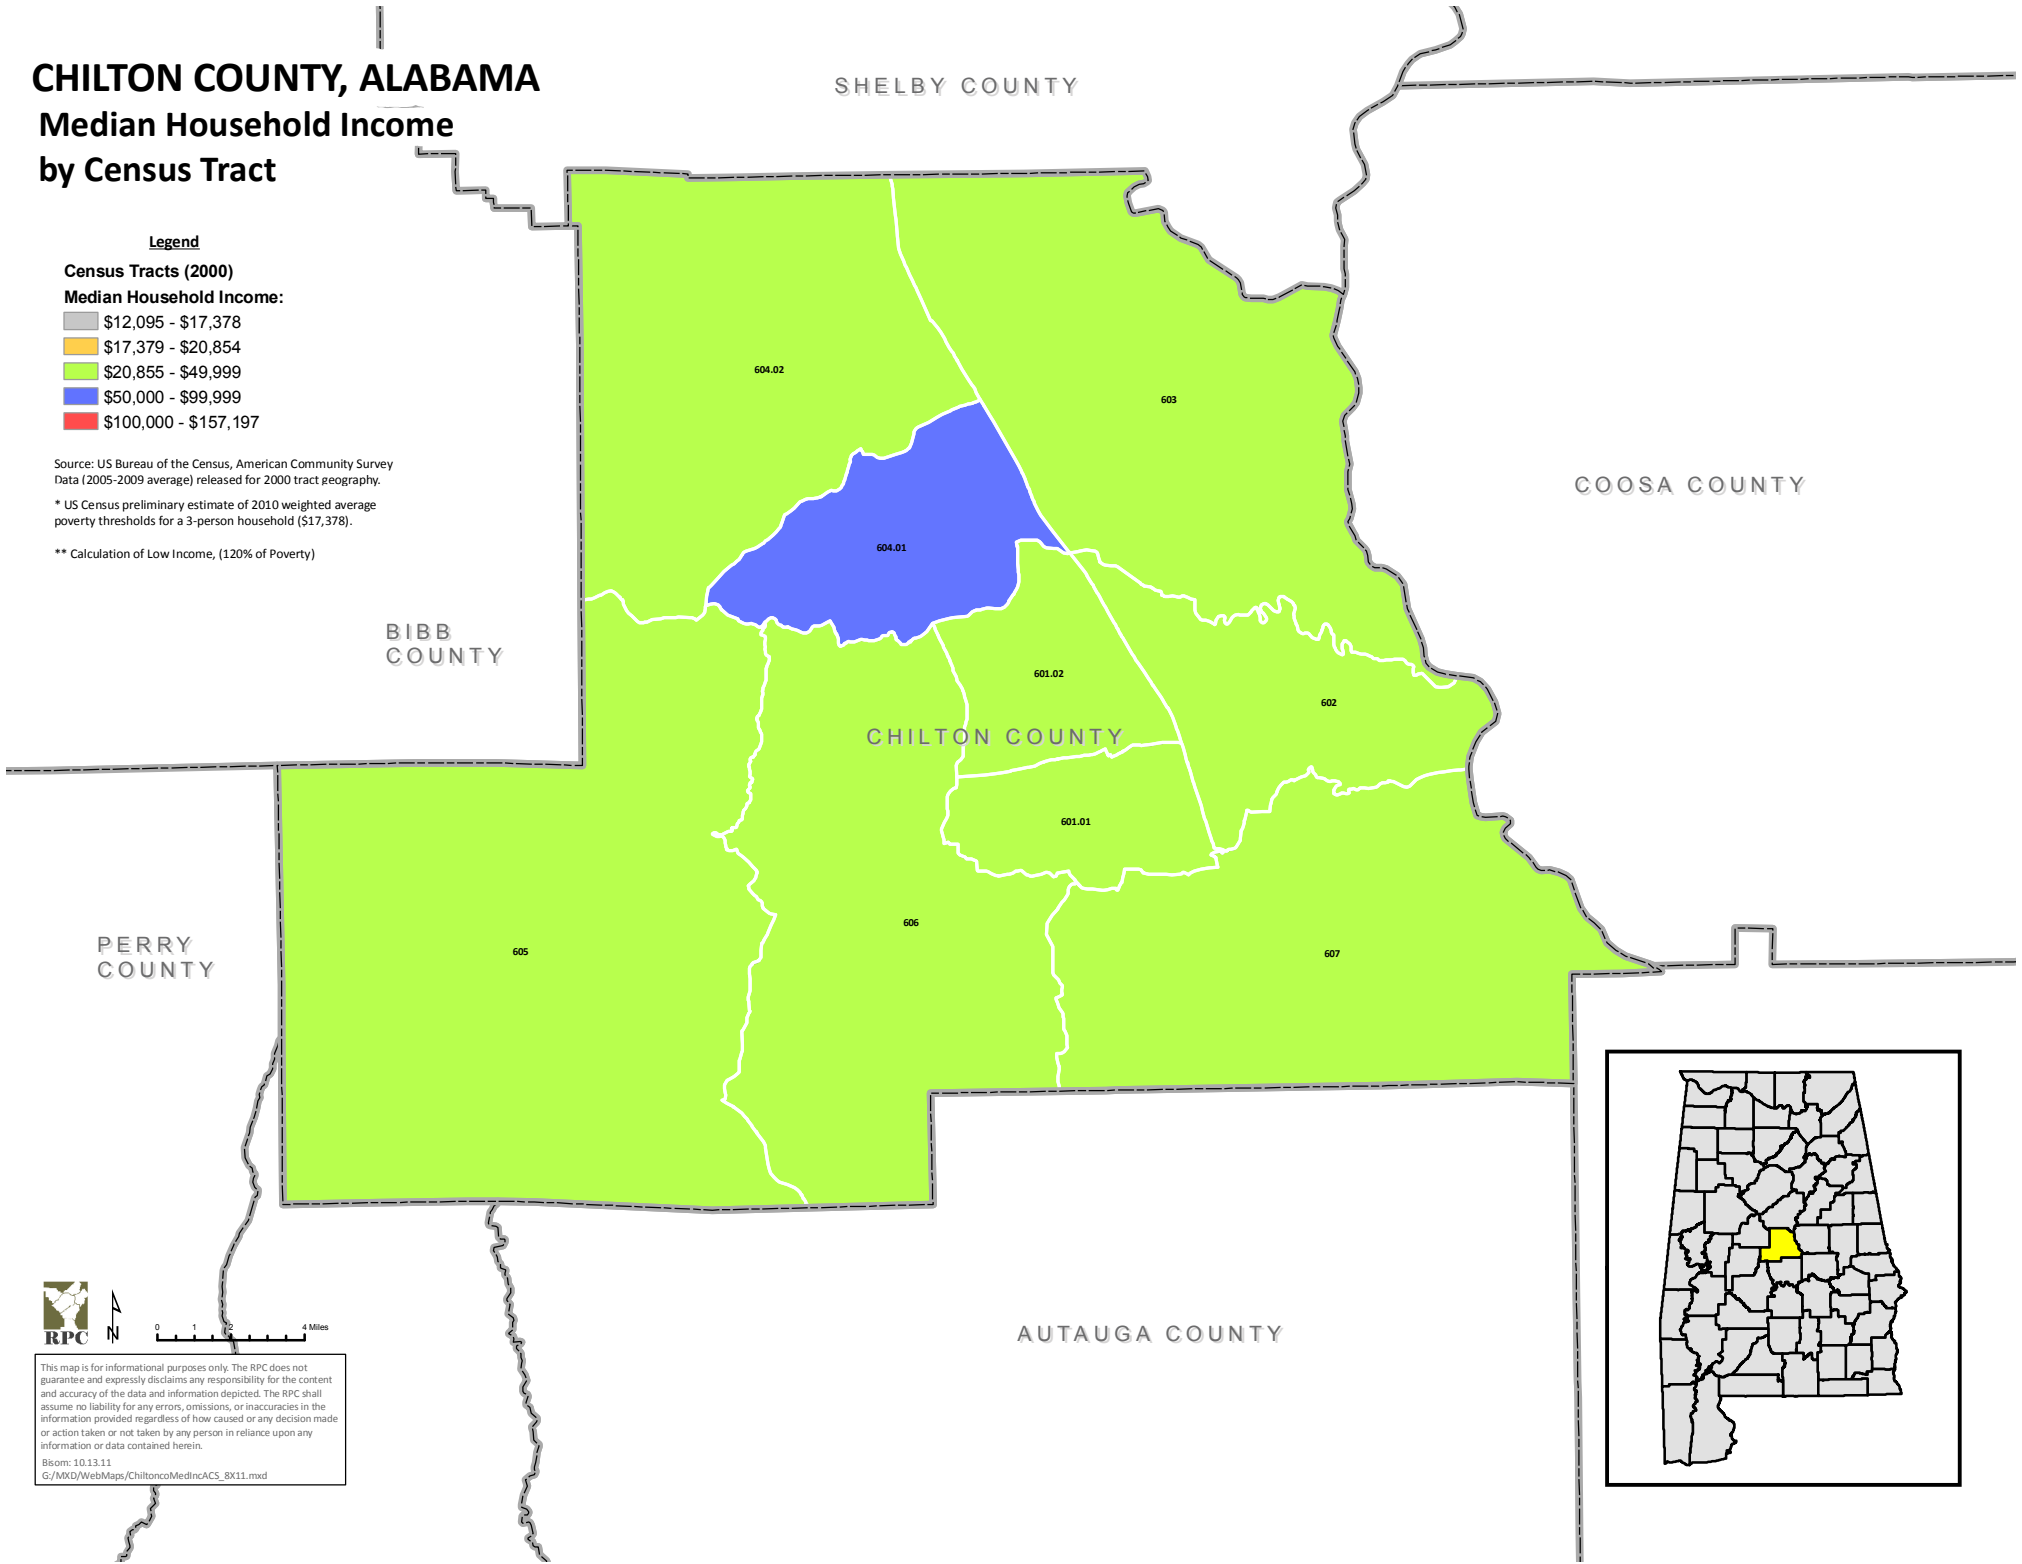 CHILTON COUNTY, ALABAMA
Median Household Income
by Census Tract
SHELBY COUNTY
Legend
Census Tracts (2000)
Median Household Income:
$12,095 - $17,378
$17,379 - $20,854
$20,855 - $49,999
$50,000 - $99,999
$100,000 - $157,197
Source: US Bureau of the Census, American Community Survey
Data (2005-2009 average) released for 2000 tract geography.
* US Census preliminary estimate of 2010 weighted average
poverty thresholds for a 3-person household ($17,378).
** Calculation of Low Income, (120% of Poverty)
604.02
603
COOSA COUNTY
604.01
BIBB
COUNTY
601.02
602
CHILTON COUNTY
601.01
606
605
607
PERRY
COUNTY
AUTAUGA COUNTY
RPC
N
0 1 2 4 Miles
This map is for informational purposes only. The RPC does not
guarantee and expressly disclaims any responsibility for the content
and accuracy of the data and information depicted. The RPC shall
assume no liability for any errors, omissions, or inaccuracies in the
information provided regardless of how caused or any decision made
or action taken or not taken by any person in reliance upon any
information or data contained herein.
Bisom: 10.13.11
G:/MXD/WebMaps/ChiltoncoMedIncACS_8X11.mxd